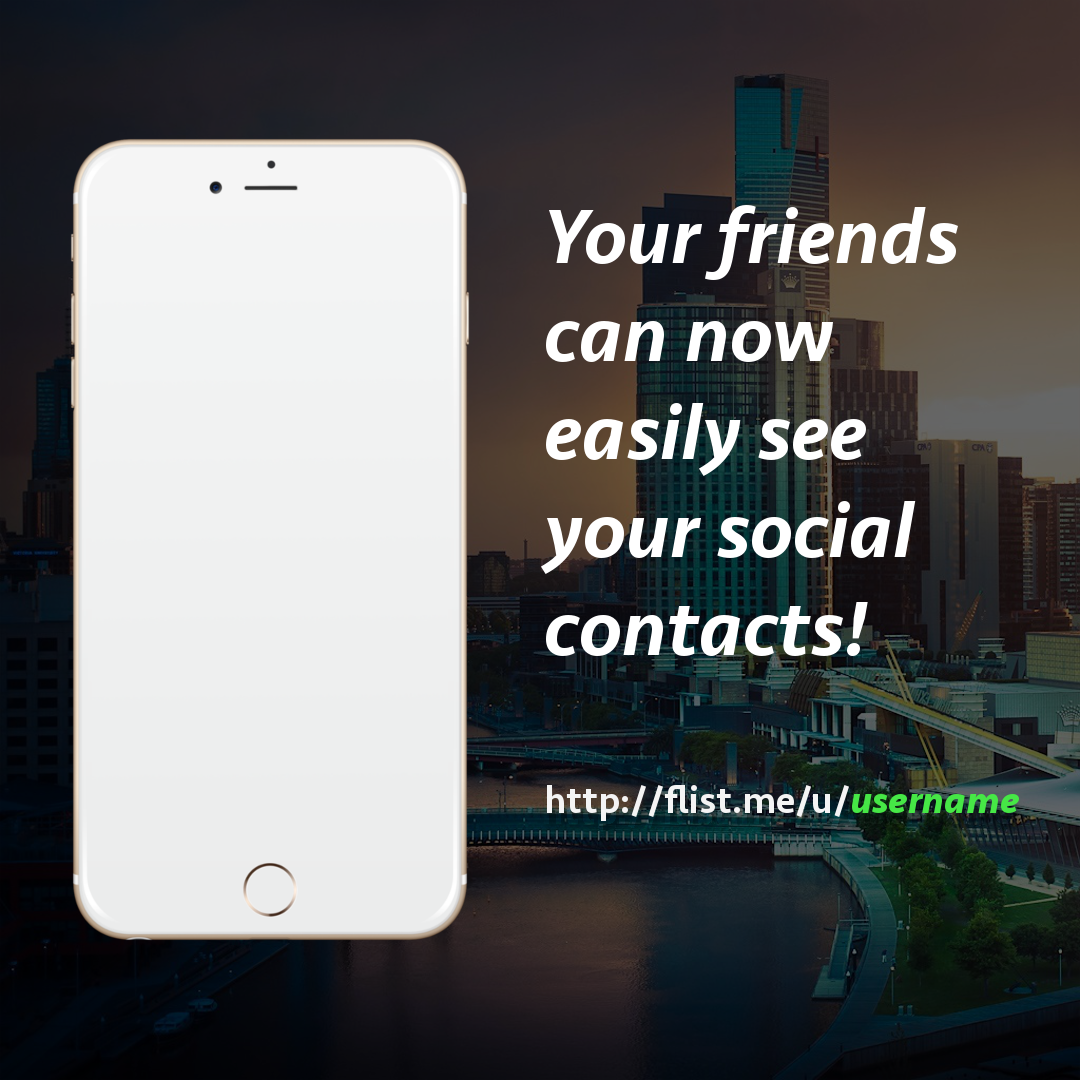 Your friends
can now
easily see
your social
contacts!
http://flist.me/u/username